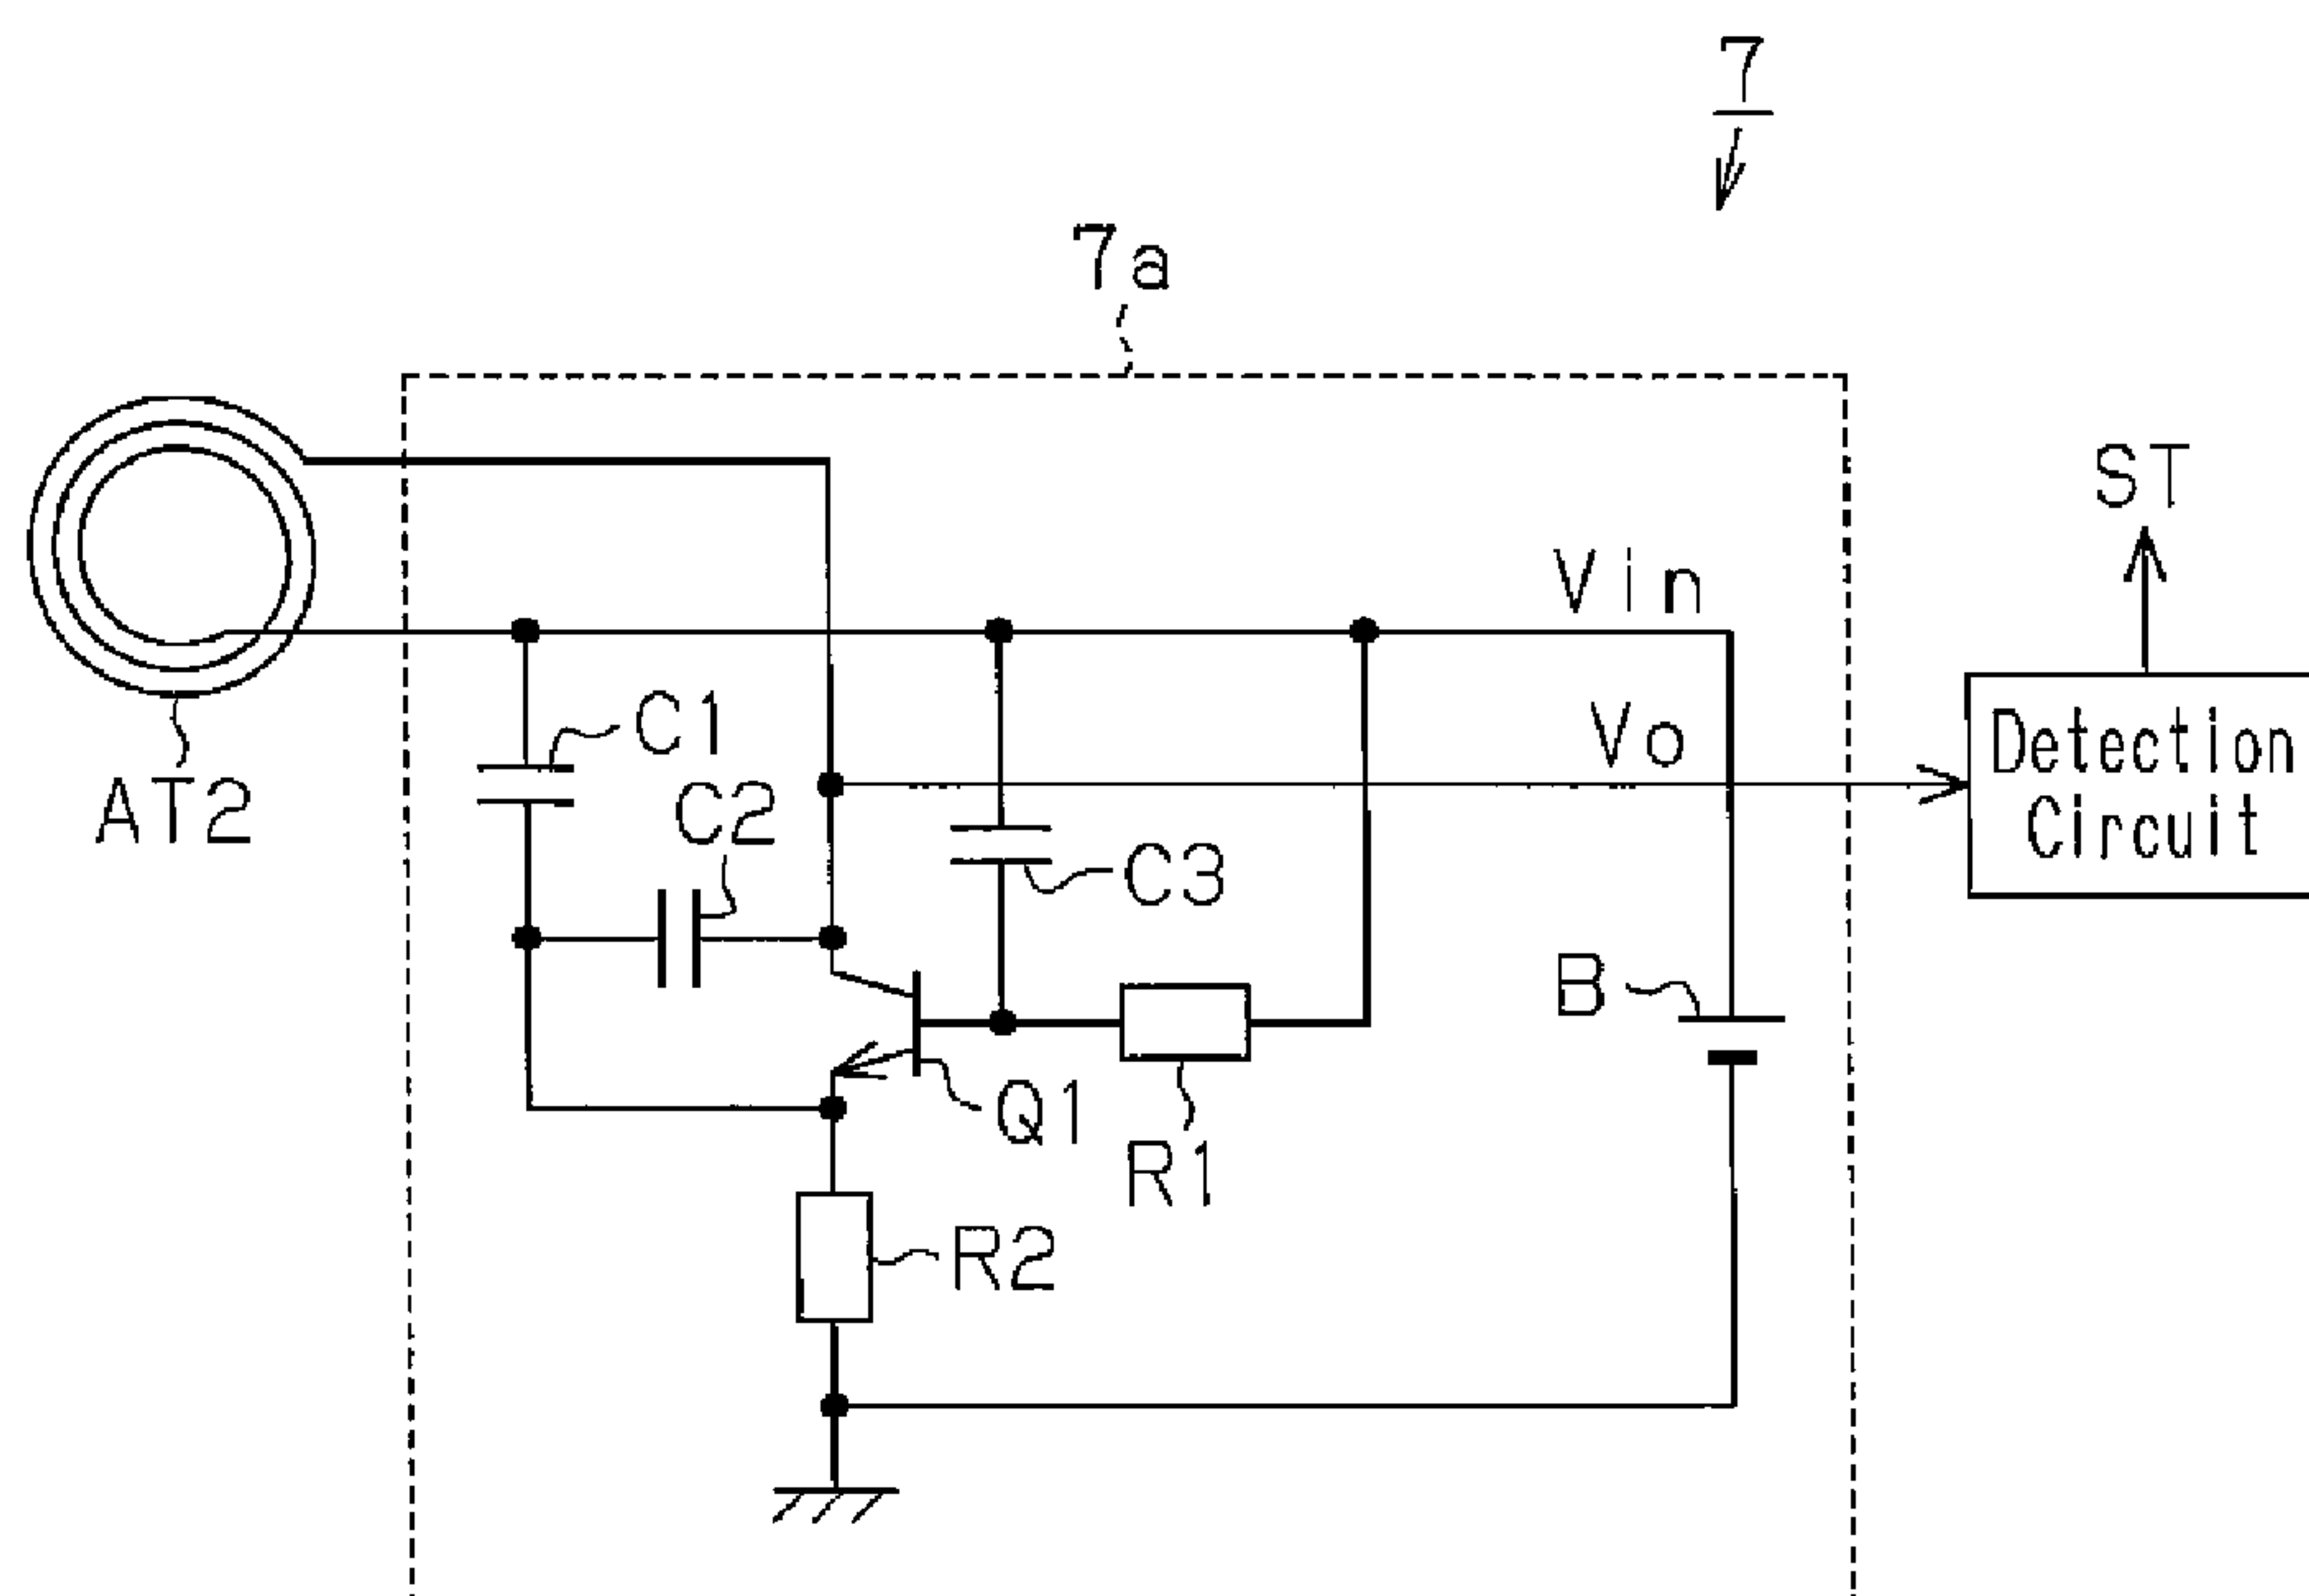 7
7a
ST
Vin
Vo
Detection
Circuit
C1
AT2
C2
C3
B
Q1
R1
R2